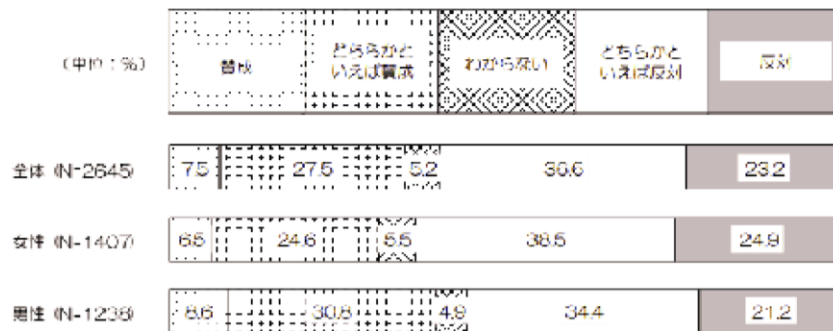 (単位：%)
賛成
どちらかと
いえば賛成
わからない
どちらかと
いえば反対
反対
全体 (N=2645) 7.5 27.5 5.2 36.6 23.2
女性 (N=1407) 6.5 24.6 5.5 38.5 24.9
男性 (N=1238) 8.6 30.8 4.9 34.4 21.2